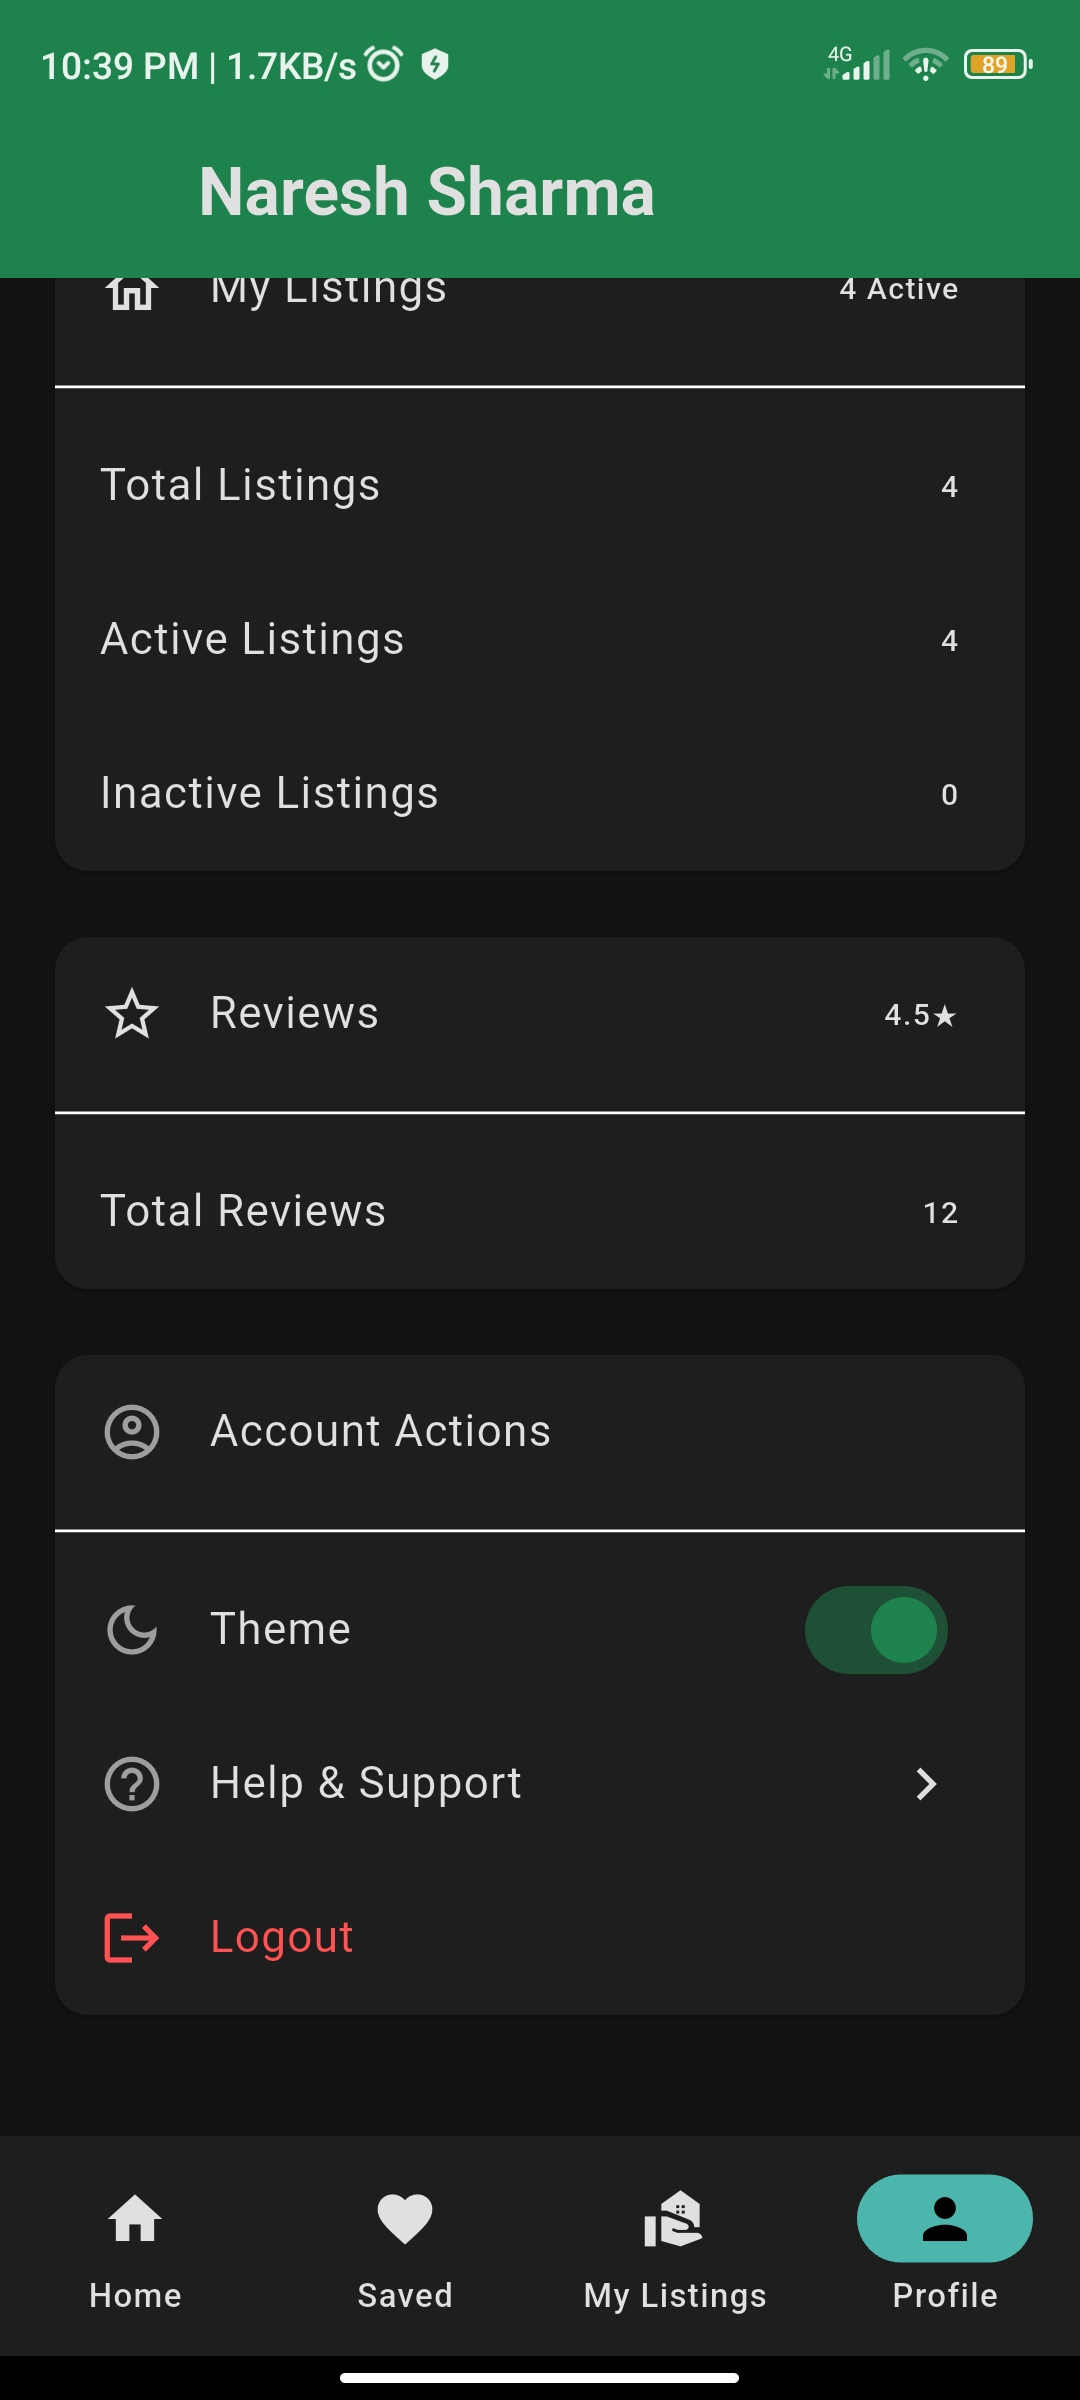 10:39 PM | 1.7KB/s
4G
89
Naresh Sharma
My Listings 4 Active
Total Listings 4
Active Listings 4
Inactive Listings 0
Reviews 4.5★
Total Reviews 12
Account Actions
Theme
Help & Support
Logout
Home Saved My Listings Profile